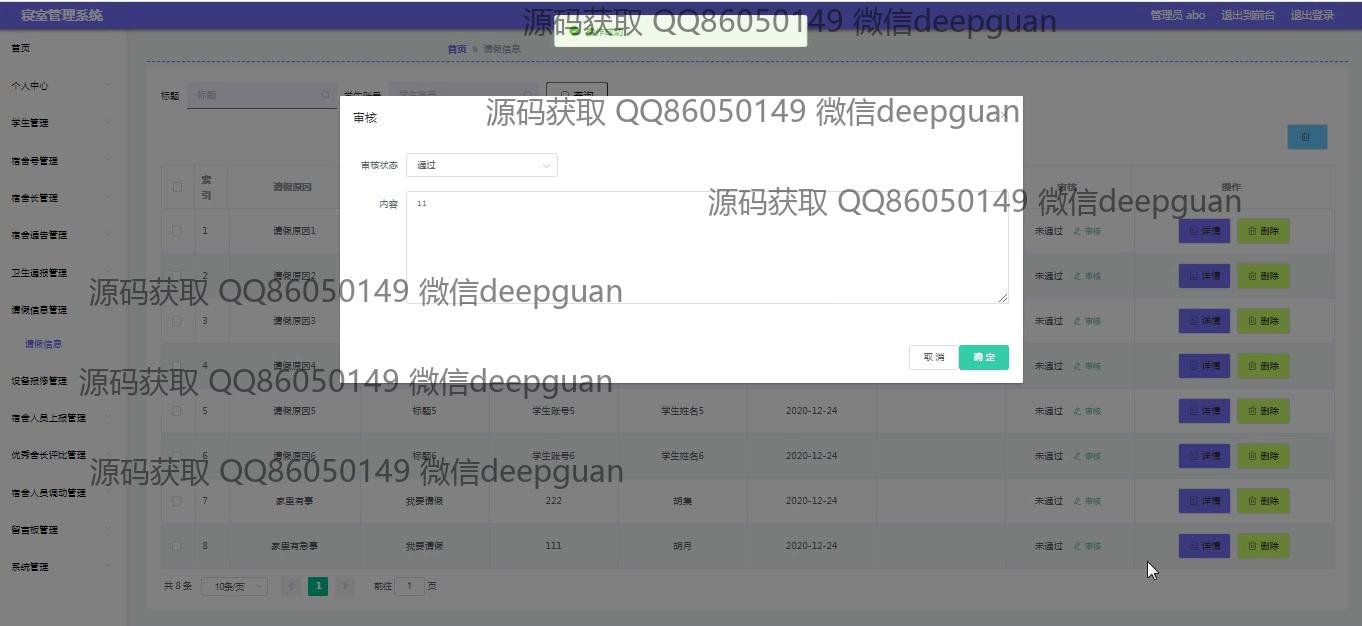 寝室管理系统
管理员 abo 退出到前台 退出登录
源码获取 QQ86050149 微信deepguan
操作成功
首页
首页 请假信息
个人中心
标题 标题 学生账号 学生账号 查询
源码获取 QQ86050149 微信deepguan
审核
学生管理
宿舍号管理
审核状态 通过
索引 请假原因 审核 操作
宿舍长管理
内容 11
源码获取 QQ86050149 微信deepguan
宿舍通告管理
1 请假原因1 未通过 审核 详情 删除
卫生通报管理
2 请假原因2 未通过 审核 详情 删除
源码获取 QQ86050149 微信deepguan
请假信息管理
3 请假原因3 未通过 审核 详情 删除
请假信息
取 消 确 定
4 请假原因4 未通过 审核 详情 删除
设备报修管理
源码获取 QQ86050149 微信deepguan
宿舍人员上报管理
5 请假原因5 标题5 学生账号5 学生姓名5 2020-12-24 未通过 审核 详情 删除
优秀舍长评比管理
6 请假原因6 标题6 学生账号6 学生姓名6 2020-12-24 未通过 审核 详情 删除
源码获取 QQ86050149 微信deepguan
宿舍人员调动管理
7 家里有事 我要请假 222 胡集 2020-12-24 未通过 审核 详情 删除
留言板管理
8 家里有急事 我要请假 111 胡月 2020-12-24 未通过 审核 详情 删除
系统管理
共 8 条 10条/页 1 前往 1 页